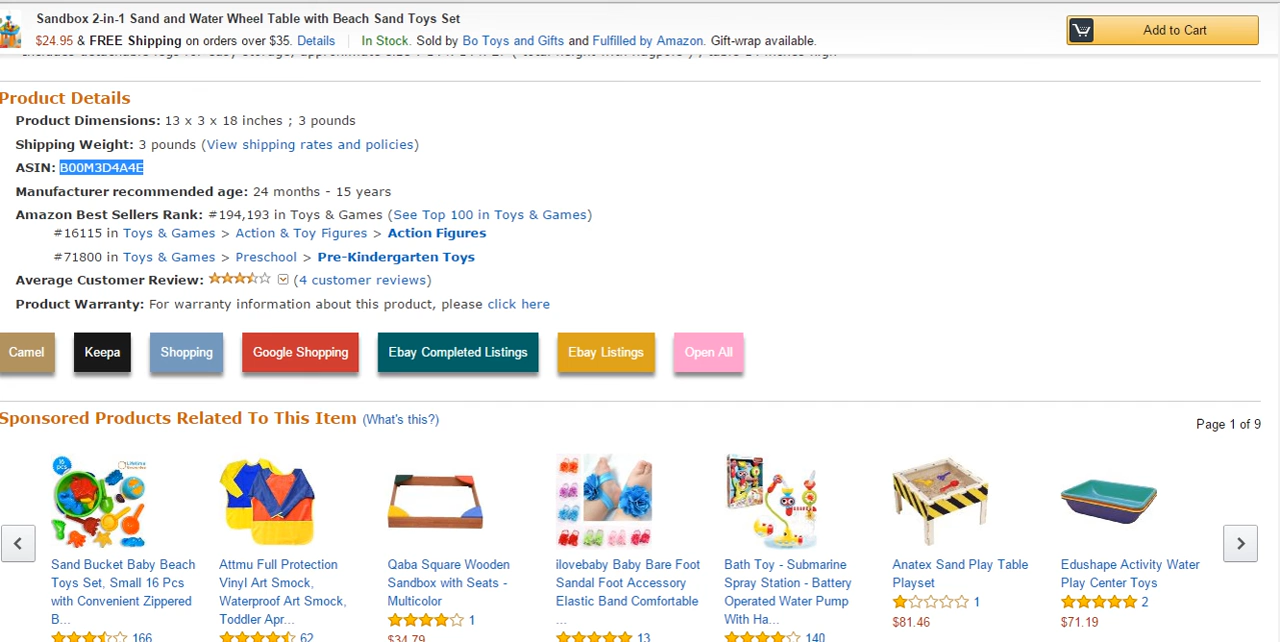 Sandbox 2-in-1 Sand and Water Wheel Table with Beach Sand Toys Set
$24.95 & FREE Shipping on orders over $35. Details In Stock. Sold by Bo Toys and Gifts and Fulfilled by Amazon. Gift-wrap available.
Add to Cart
Product Details
Product Dimensions: 13 x 3 x 18 inches ; 3 pounds
Shipping Weight: 3 pounds (View shipping rates and policies)
ASIN: B00M3D4A4E
Manufacturer recommended age: 24 months - 15 years
Amazon Best Sellers Rank: #194,193 in Toys & Games (See Top 100 in Toys & Games)
#16115 in Toys & Games > Action & Toy Figures > Action Figures
#71800 in Toys & Games > Preschool > Pre-Kindergarten Toys
Average Customer Review: (4 customer reviews)
Product Warranty: For warranty information about this product, please click here
Camel Keepa Shopping Google Shopping Ebay Completed Listings Ebay Listings Open All
Sponsored Products Related To This Item (What's this?)
Page 1 of 9
Sand Bucket Baby Beach
Toys Set, Small 16 Pcs
with Convenient Zippered
B...
166
Attmu Full Protection
Vinyl Art Smock,
Waterproof Art Smock,
Toddler Apr...
62
Qaba Square Wooden
Sandbox with Seats -
Multicolor
1
$34.79
ilovebaby Baby Bare Foot
Sandal Foot Accessory
Elastic Band Comfortable
...
13
Bath Toy - Submarine
Spray Station - Battery
Operated Water Pump
With Ha...
140
Anatex Sand Play Table
Playset
1
$81.46
Edushape Activity Water
Play Center Toys
2
$71.19